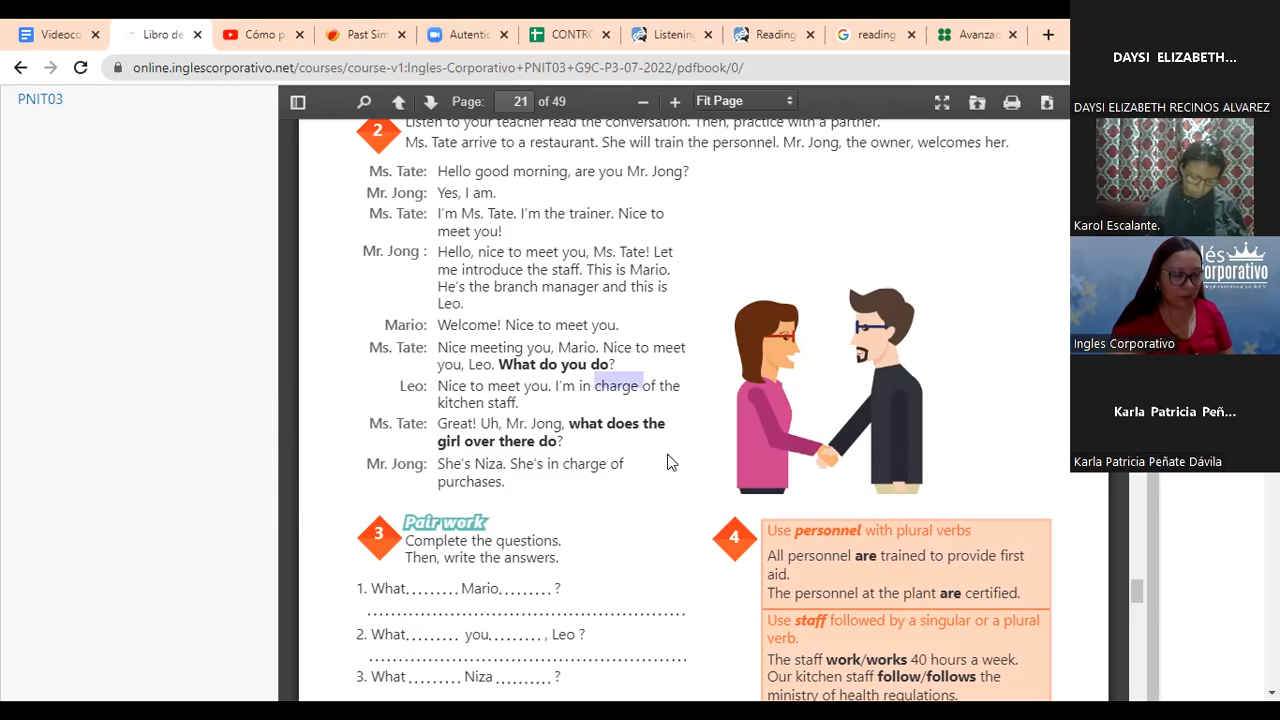 Videoco
Libro de
Cómo p
Past Sim
Autentic
CONTRO
Listening
Reading
reading
Avanzad
online.inglescorporativo.net/courses/course-v1:Ingles-Corporativo+PNIT03+G9C-P3-07-2022/pdfbook/0/
PNIT03
Page: 21 of 49
Fit Page
2
Listen to your teacher read the conversation. Then, practice with a partner.
Ms. Tate arrive to a restaurant. She will train the personnel. Mr. Jong, the owner, welcomes her.
Ms. Tate: Hello good morning, are you Mr. Jong?
Mr. Jong: Yes, I am.
Ms. Tate: I'm Ms. Tate. I'm the trainer. Nice to
meet you!
Mr. Jong : Hello, nice to meet you, Ms. Tate! Let
me introduce the staff. This is Mario.
He's the branch manager and this is
Leo.
Mario: Welcome! Nice to meet you.
Ms. Tate: Nice meeting you, Mario. Nice to meet
you, Leo. What do you do?
Leo: Nice to meet you. I'm in charge of the
kitchen staff.
Ms. Tate: Great! Uh, Mr. Jong, what does the
girl over there do?
Mr. Jong: She's Niza. She's in charge of
purchases.
3
Pair work
Complete the questions.
Then, write the answers.
1. What......... Mario......... ?
2. What......... you......... , Leo ?
3. What ......... Niza ......... ?
4
Use personnel with plural verbs
All personnel are trained to provide first
aid.
The personnel at the plant are certified.
Use staff followed by a singular or a plural
verb.
The staff work/works 40 hours a week.
Our kitchen staff follow/follows the
ministry of health regulations.
DAYSI ELIZABETH...
DAYSI ELIZABETH RECINOS ALVAREZ
Karol Escalante.
lés
orporativo
Ingles Corporativo
Karla Patricia Peñ...
Karla Patricia Peñate Dávila